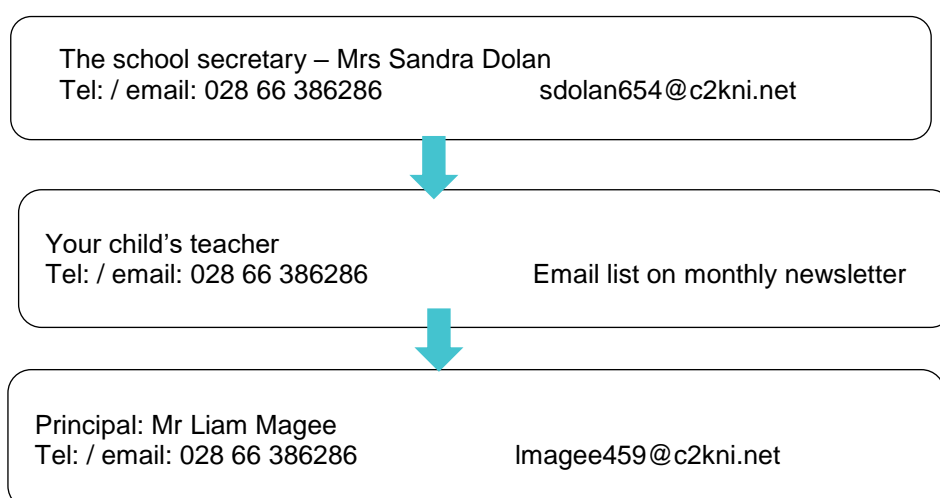 The school secretary – Mrs Sandra Dolan
Tel: / email: 028 66 386286 sdolan654@c2kni.net
Your child’s teacher
Tel: / email: 028 66 386286 Email list on monthly newsletter
Principal: Mr Liam Magee
Tel: / email: 028 66 386286 lmagee459@c2kni.net